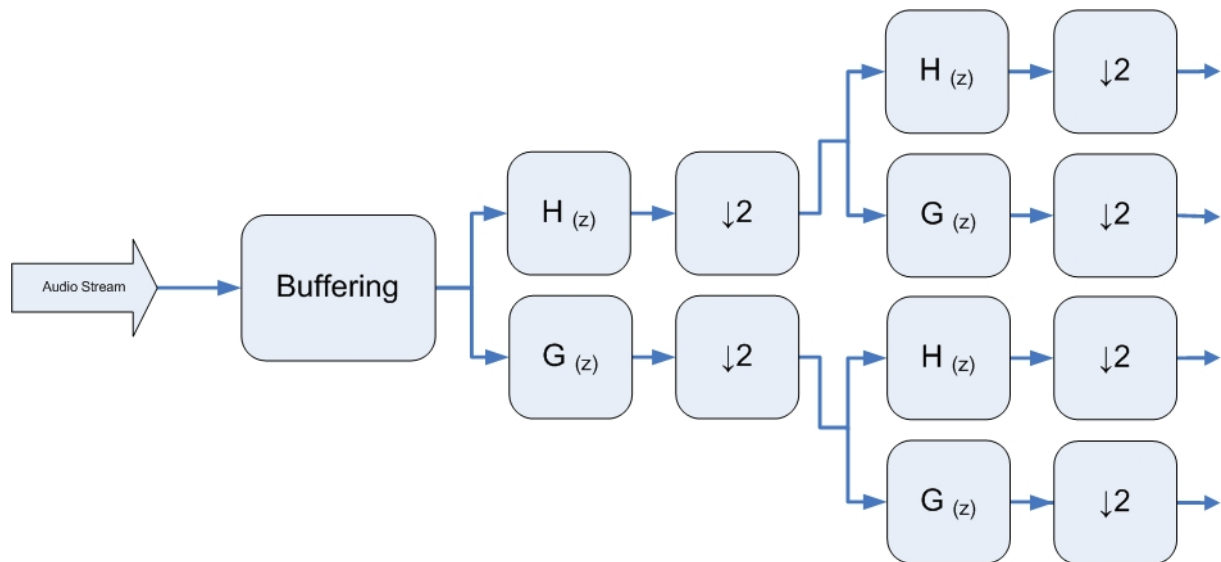 H (z)
↓2
G (z)
↓2
H (z)
↓2
Audio Stream
Buffering
G (z)
↓2
H (z)
↓2
G (z)
↓2